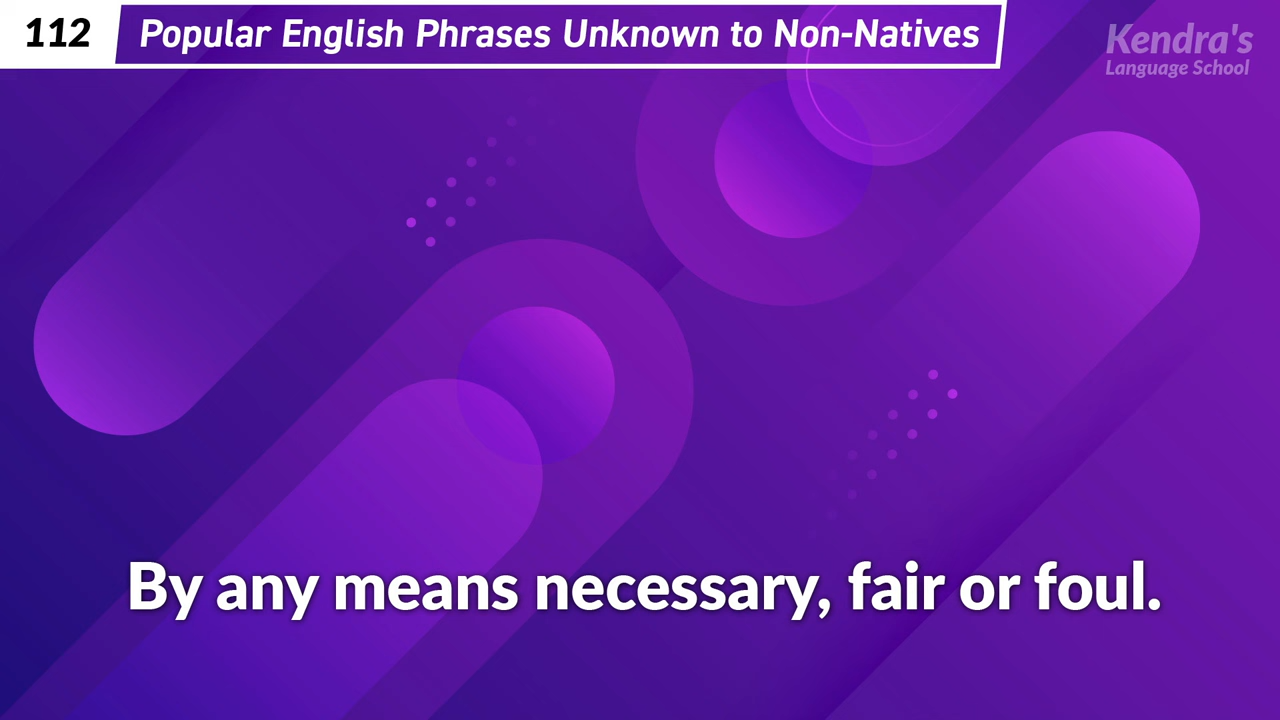 112 Popular English Phrases Unknown to Non-Natives
Kendra's
Language School
By any means necessary, fair or foul.